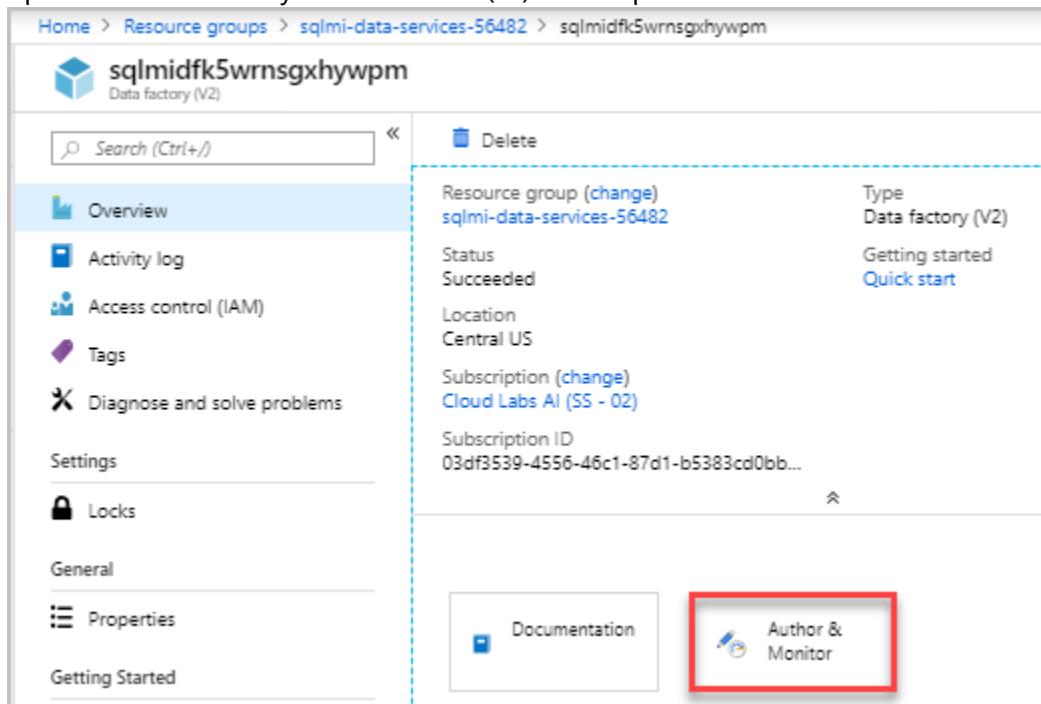 Home > Resource groups > sqlmi-data-services-56482 > sqlmidfk5wrnsgxhywpm
sqlmidfk5wrnsgxhywpm
Data factory (V2)
Search (Ctrl+/)
«
Overview
Activity log
Access control (IAM)
Tags
Diagnose and solve problems
Settings
Locks
General
Properties
Getting Started
Delete
Resource group (change)
sqlmi-data-services-56482
Status
Succeeded
Location
Central US
Subscription (change)
Cloud Labs AI (SS - 02)
Subscription ID
03df3539-4556-46c1-87d1-b5383cd0bb...
Type
Data factory (V2)
Getting started
Quick start
Documentation
Author &
Monitor